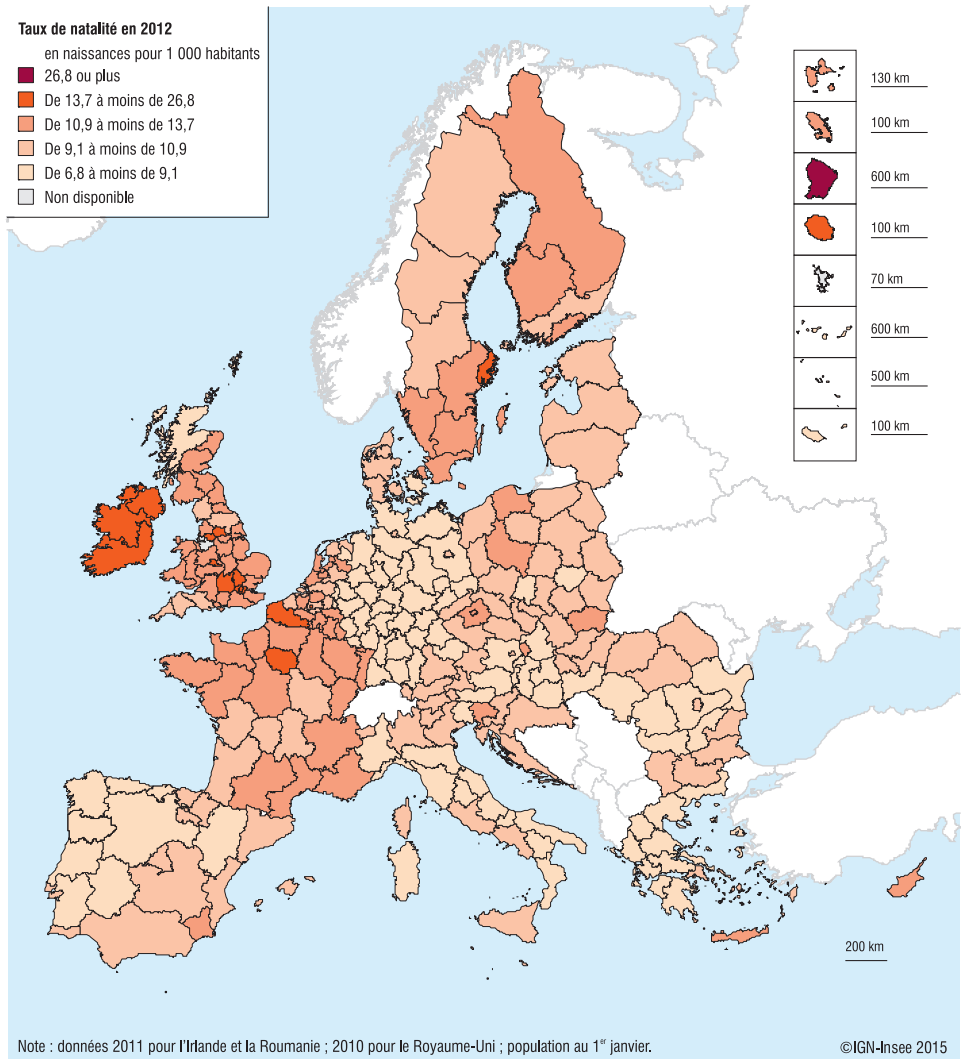 Taux de natalité en 2012
en naissances pour 1 000 habitants
26,8 ou plus
De 13,7 à moins de 26,8
De 10,9 à moins de 13,7
De 9,1 à moins de 10,9
De 6,8 à moins de 9,1
Non disponible
130 km
100 km
600 km
100 km
70 km
600 km
500 km
100 km
200 km
Note : données 2011 pour l'Irlande et la Roumanie ; 2010 pour le Royaume-Uni ; population au 1er janvier.
©IGN-Insee 2015